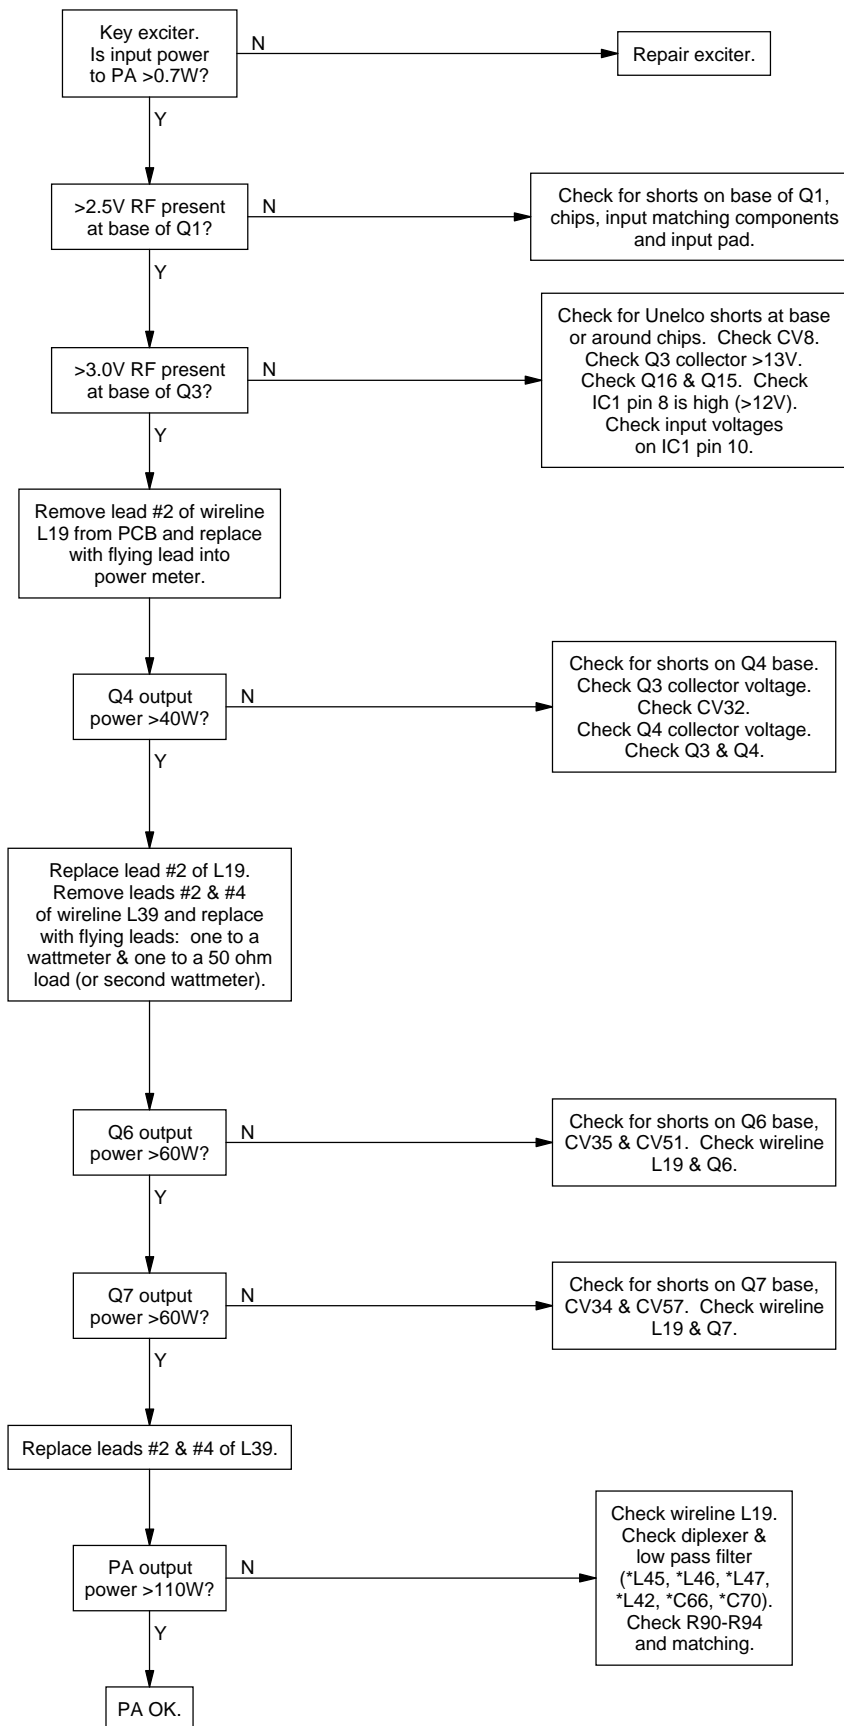 Key exciter.
Is input power
to PA >0.7W?
N
Repair exciter.
Y
>2.5V RF present
at base of Q1?
N
Check for shorts on base of Q1,
chips, input matching components
and input pad.
Y
>3.0V RF present
at base of Q3?
N
Check for Unelco shorts at base
or around chips.  Check CV8.
Check Q3 collector >13V.
Check Q16 & Q15.  Check
IC1 pin 8 is high (>12V).
Check input voltages
on IC1 pin 10.
Y
Remove lead #2 of wireline
L19 from PCB and replace
with flying lead into
power meter.
Q4 output
power >40W?
N
Check for shorts on Q4 base.
Check Q3 collector voltage.
Check CV32.
Check Q4 collector voltage.
Check Q3 & Q4.
Y
Replace lead #2 of L19.
Remove leads #2 & #4
of wireline L39 and replace
with flying leads:  one to a
wattmeter & one to a 50 ohm
load (or second wattmeter).
Q6 output
power >60W?
N
Check for shorts on Q6 base,
CV35 & CV51.  Check wireline
L19 & Q6.
Y
Q7 output
power >60W?
N
Check for shorts on Q7 base,
CV34 & CV57.  Check wireline
L19 & Q7.
Y
Replace leads #2 & #4 of L39.
PA output
power >110W?
N
Check wireline L19.
Check diplexer &
low pass filter
(*L45, *L46, *L47,
*L42, *C66, *C70).
Check R90-R94
and matching.
Y
PA OK.